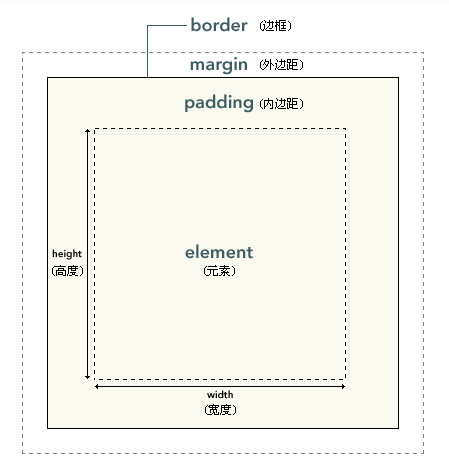 border (边框)
margin (外边距)
padding (内边距)
height
(高度)
element
(元素)
width
(宽度)